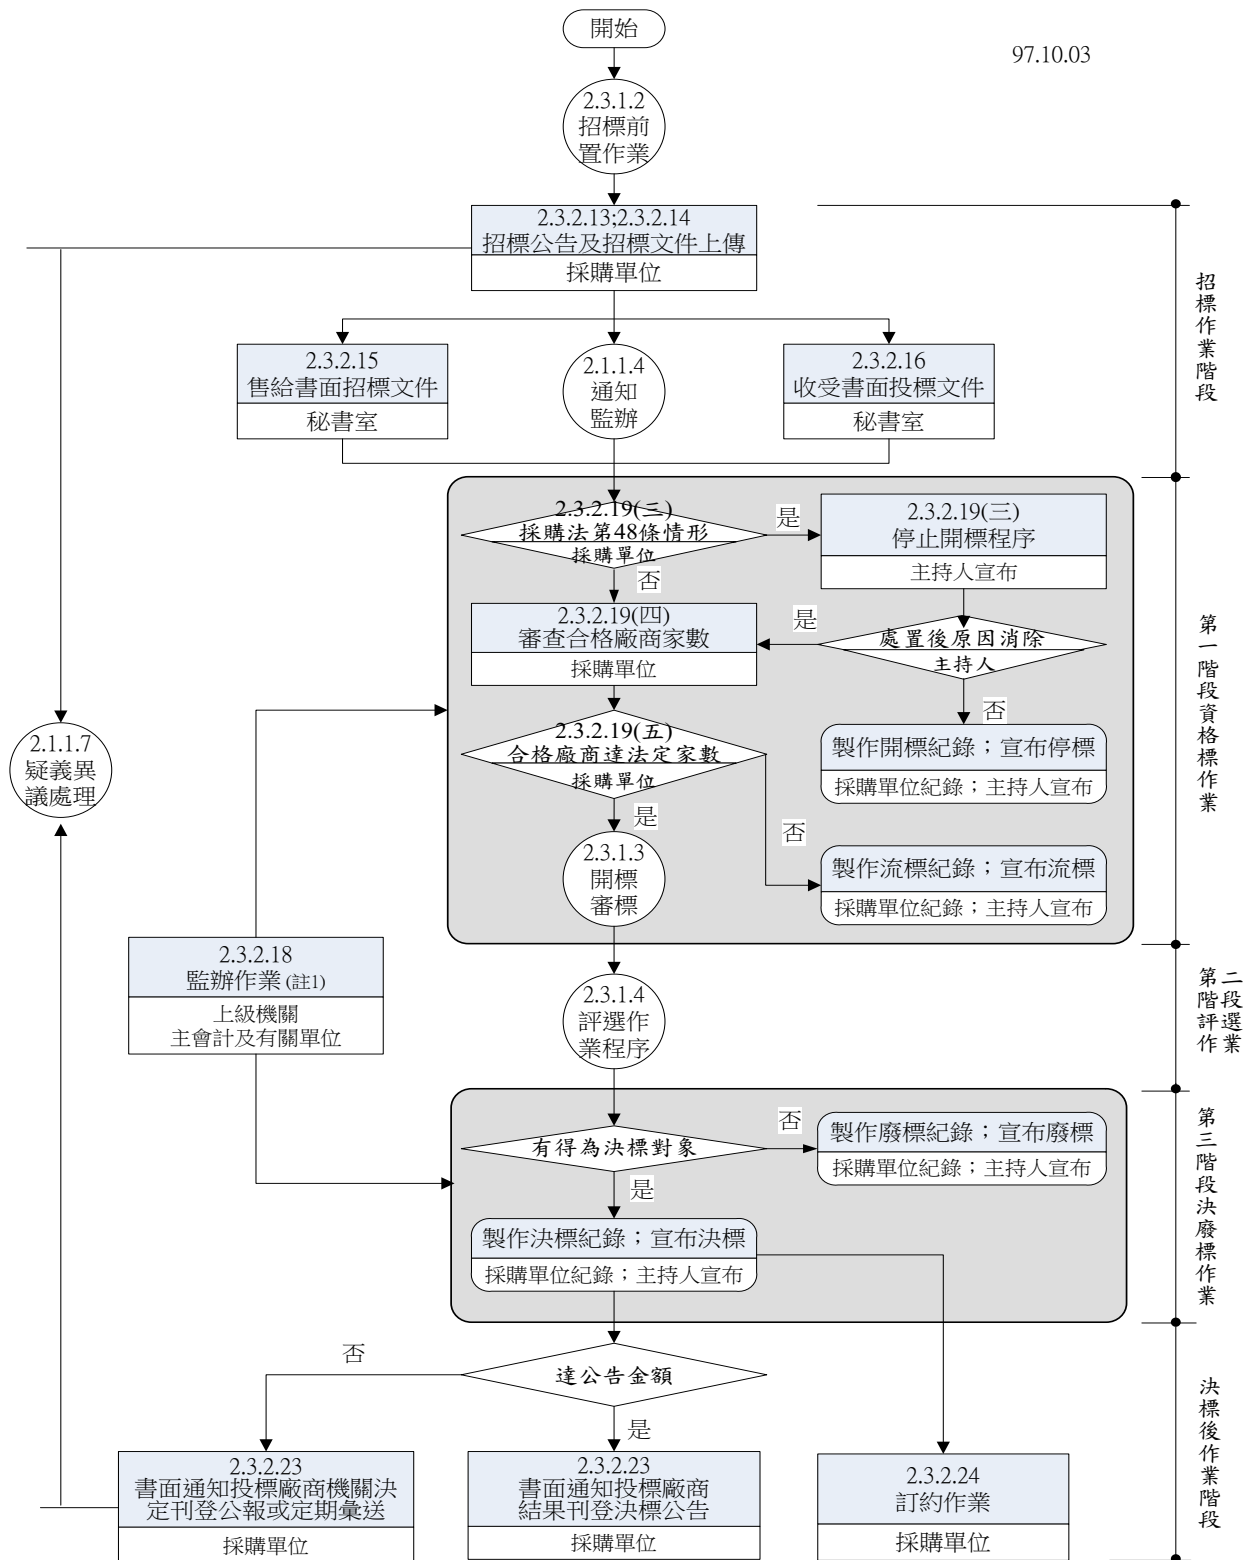 開始
97.10.03
2.3.1.2
招標前
置作業
2.3.2.13;2.3.2.14
招標公告及招標文件上傳
採購單位
招標作業階段
2.3.2.15
售給書面招標文件
秘書室
2.1.1.4
通知
監辦
2.3.2.16
收受書面投標文件
秘書室
2.3.2.19(三)
採購法第48條情形
採購單位
是
否
2.3.2.19(三)
停止開標程序
主持人宣布
2.3.2.19(四)
審查合格廠商家數
採購單位
是
處置後原因消除
主持人
否
第一階段資格標作業
2.3.2.19(五)
合格廠商達法定家數
採購單位
是
否
製作開標紀錄；宣布停標
採購單位紀錄；主持人宣布
2.1.1.7
疑義異
議處理
2.3.1.3
開標
審標
製作流標紀錄；宣布流標
採購單位紀錄；主持人宣布
2.3.2.18
監辦作業(註1)
上級機關
主會計及有關單位
2.3.1.4
評選作
業程序
第二
階段
評選
作業
有得為決標對象
否
是
製作廢標紀錄；宣布廢標
採購單位紀錄；主持人宣布
製作決標紀錄；宣布決標
採購單位紀錄；主持人宣布
第三階段決廢標作業
達公告金額
否
是
2.3.2.23
書面通知投標廠商機關決
定刊登公報或定期彙送
採購單位
2.3.2.23
書面通知投標廠商
結果刊登決標公告
採購單位
2.3.2.24
訂約作業
採購單位
決標後作業階段